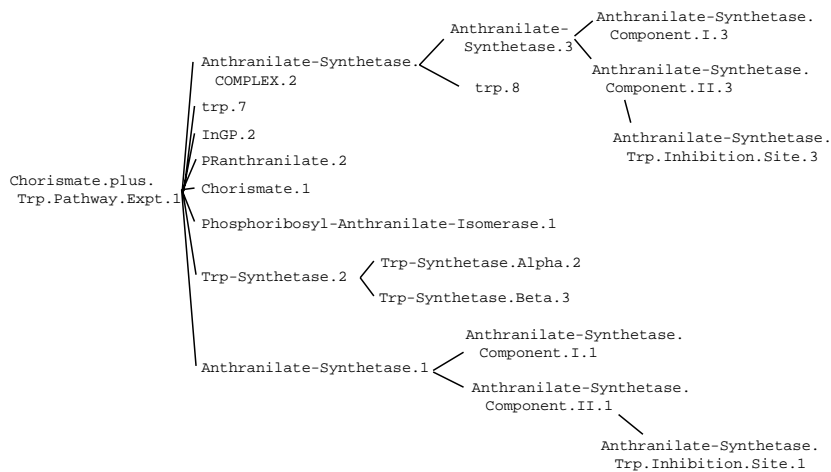 Chorismate.plus.
Trp.Pathway.Expt.1
Anthranilate-Synthetase.
COMPLEX.2
trp.7
InGP.2
PRanthranilate.2
Chorismate.1
Phosphoribosyl-Anthranilate-Isomerase.1
Trp-Synthetase.2
Anthranilate-Synthetase.1
Anthranilate-
Synthetase.3
trp.8
Anthranilate-Synthetase.
Component.I.3
Anthranilate-Synthetase.
Component.II.3
Anthranilate-Synthetase.
Trp.Inhibition.Site.3
Trp-Synthetase.Alpha.2
Trp-Synthetase.Beta.3
Anthranilate-Synthetase.
Component.I.1
Anthranilate-Synthetase.
Component.II.1
Anthranilate-Synthetase.
Trp.Inhibition.Site.1